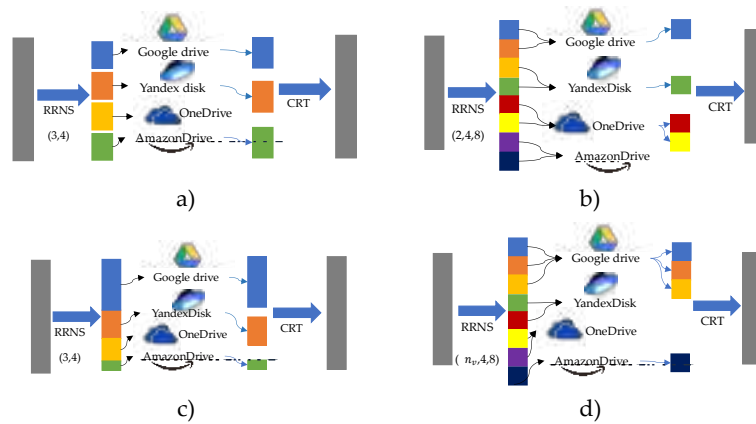 Google drive
Yandex disk
RRNS
OneDrive
CRT
(3,4)
AmazonDrive
a)
Google drive
YandexDisk
RRNS
CRT
OneDrive
(2,4,8)
AmazonDrive
b)
Google drive
YandexDisk
RRNS
OneDrive
CRT
(3,4)
AmazonDrive
c)
Google drive
YandexDisk
RRNS
OneDrive
CRT
( nᵥ,4,8)
AmazonDrive
d)